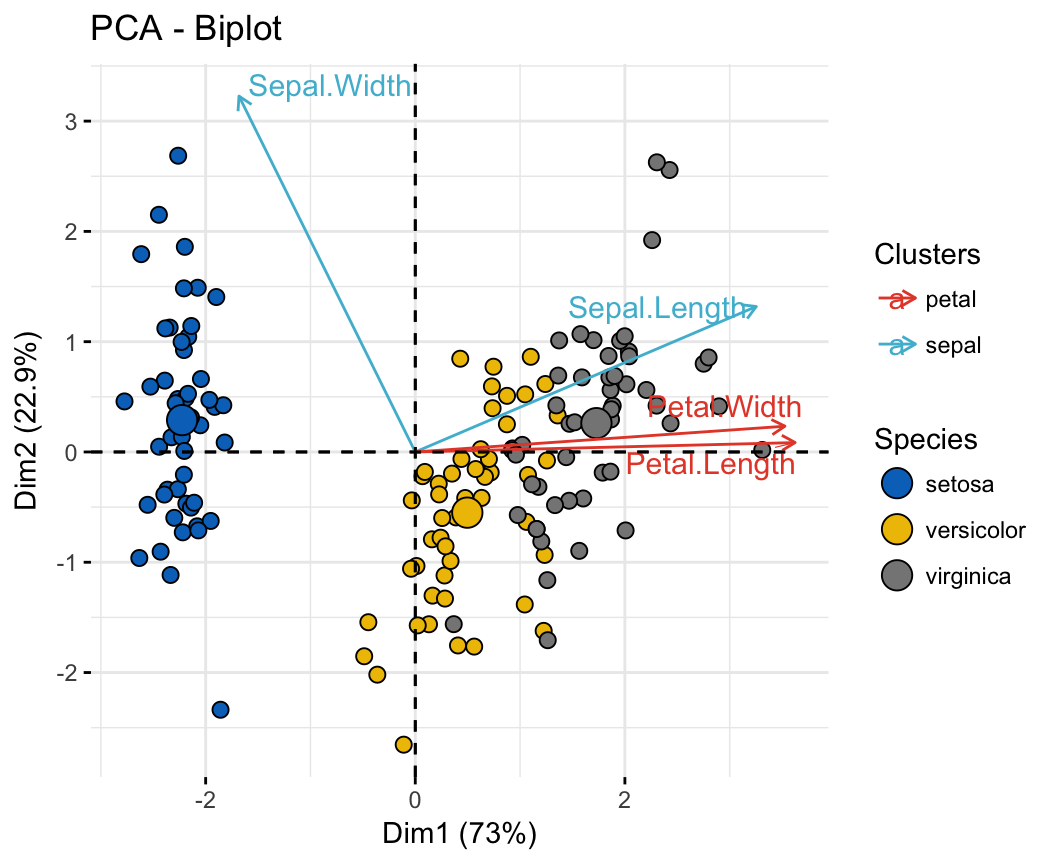 PCA - Biplot
Sepal.Width
Sepal.Length
Petal.Width
Petal.Length
3
2
1
0
-1
-2
-2
0
2
Dim1 (73%)
Dim2 (22.9%)
Clusters
a petal
a sepal
Species
setosa
versicolor
virginica